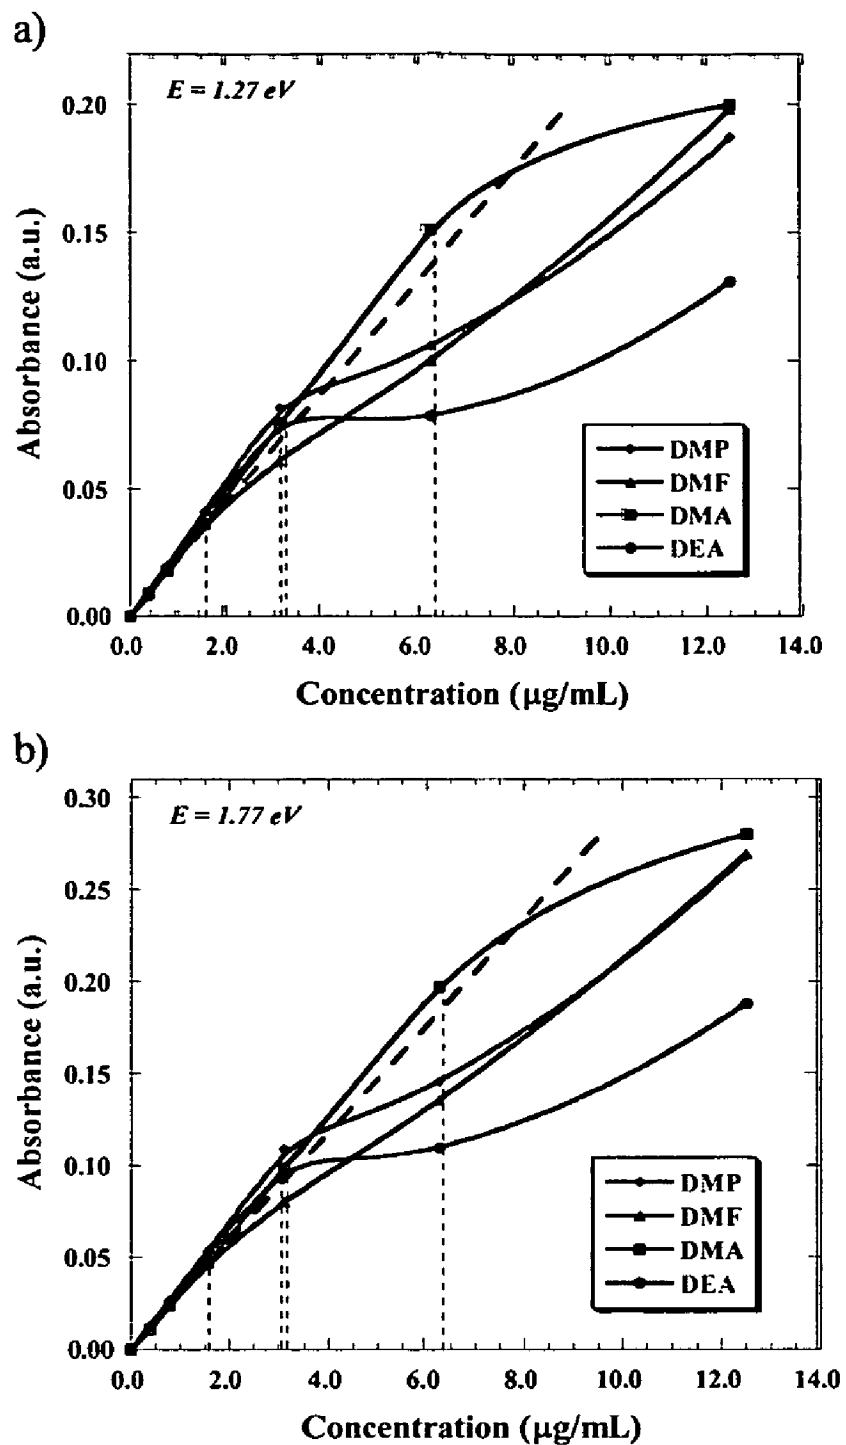 a)
E = 1.27 eV
0.20
0.15
0.10
0.05
0.00
Absorbance (a.u.)
DMP
DMF
DMA
DEA
0.0 2.0 4.0 6.0 8.0 10.0 12.0 14.0
Concentration (µg/mL)
b)
E = 1.77 eV
0.30
0.25
0.20
0.15
0.10
0.05
0.00
Absorbance (a.u.)
DMP
DMF
DMA
DEA
0.0 2.0 4.0 6.0 8.0 10.0 12.0 14.0
Concentration (µg/mL)